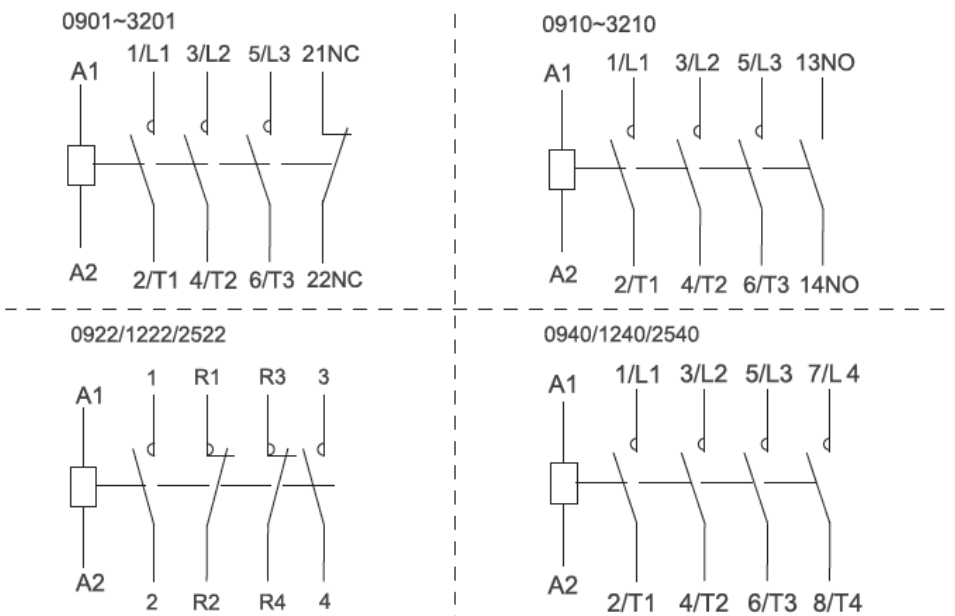 0901~3201
A1 1/L1 3/L2 5/L3 21NC
A2 2/T1 4/T2 6/T3 22NC
0910~3210
A1 1/L1 3/L2 5/L3 13NO
A2 2/T1 4/T2 6/T3 14NO
0922/1222/2522
A1 1 R1 R3 3
A2 2 R2 R4 4
0940/1240/2540
A1 1/L1 3/L2 5/L3 7/L 4
A2 2/T1 4/T2 6/T3 8/T4